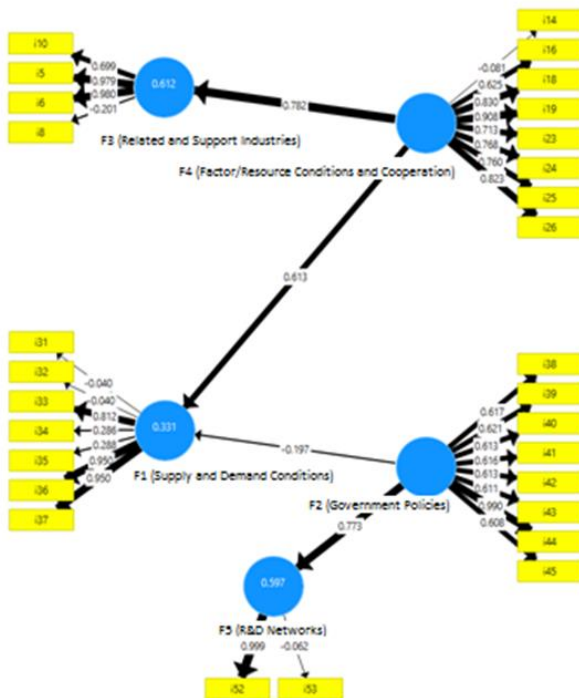 i10
i5
i6
i8
0.699
0.979
0.980
-0.201
0.612
F3 (Related and Support Industries)
0.782
i14
i16
i18
i19
i23
i24
i25
i26
-0.081
0.625
0.830
0.908
0.713
0.768
0.760
0.823
F4 (Factor/Resource Conditions and Cooperation)
0.613
i31
i32
i33
i34
i35
i36
i37
-0.040
-0.040
0.812
0.286
0.288
0.950
0.950
0.331
F1 (Supply and Demand Conditions)
-0.197
i38
i39
i40
i41
i42
i43
i44
i45
0.617
0.621
0.613
0.616
0.613
0.611
0.990
0.608
F2 (Government Policies)
0.773
0.597
F5 (R&D Networks)
0.999
-0.062
i52
i53